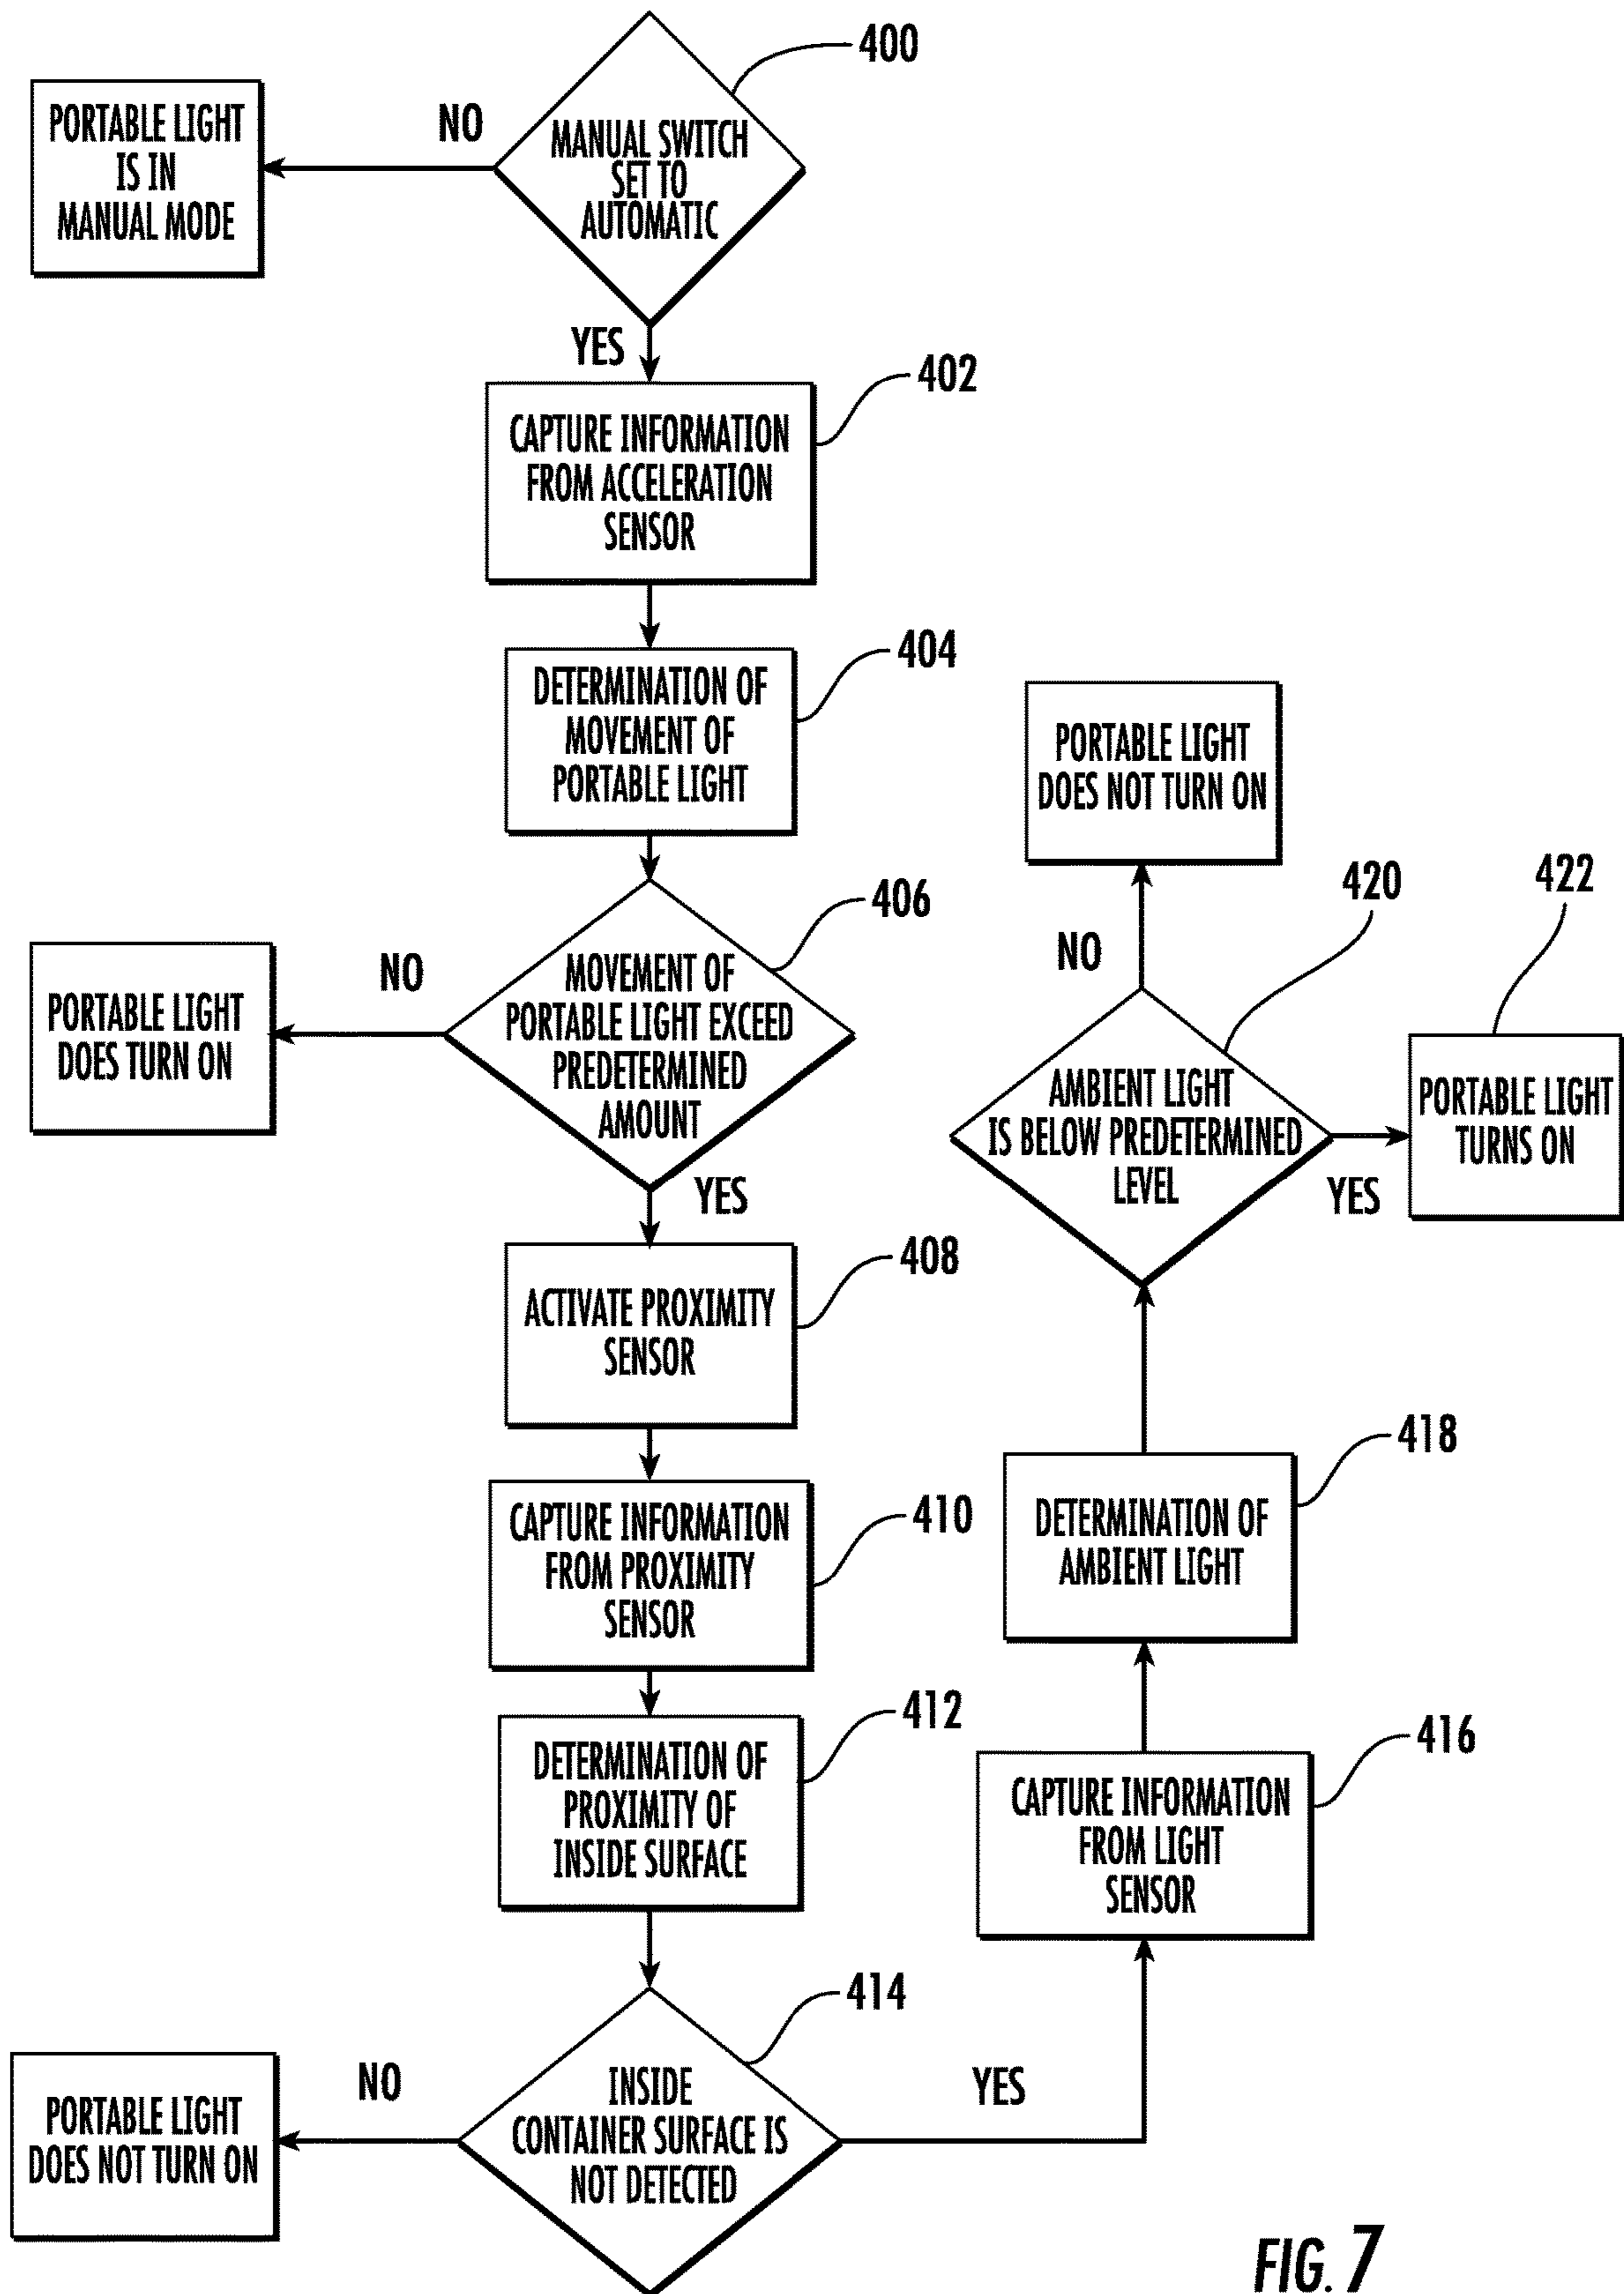 400
MANUAL SWITCH
SET TO
AUTOMATIC
NO
PORTABLE LIGHT
IS IN
MANUAL MODE
YES
402
CAPTURE INFORMATION
FROM ACCELERATION
SENSOR
404
DETERMINATION OF
MOVEMENT OF
PORTABLE LIGHT
406
MOVEMENT OF
PORTABLE LIGHT EXCEED
PREDETERMINED
AMOUNT
NO
PORTABLE LIGHT
DOES TURN ON
YES
408
ACTIVATE PROXIMITY
SENSOR
410
CAPTURE INFORMATION
FROM PROXIMITY
SENSOR
412
DETERMINATION OF
PROXIMITY OF
INSIDE SURFACE
414
INSIDE
CONTAINER SURFACE IS
NOT DETECTED
NO
PORTABLE LIGHT
DOES NOT TURN ON
YES
416
CAPTURE INFORMATION
FROM LIGHT
SENSOR
418
DETERMINATION OF
AMBIENT LIGHT
420
AMBIENT LIGHT
IS BELOW PREDETERMINED
LEVEL
NO
PORTABLE LIGHT
DOES NOT TURN ON
YES
422
PORTABLE LIGHT
TURNS ON
FIG. 7